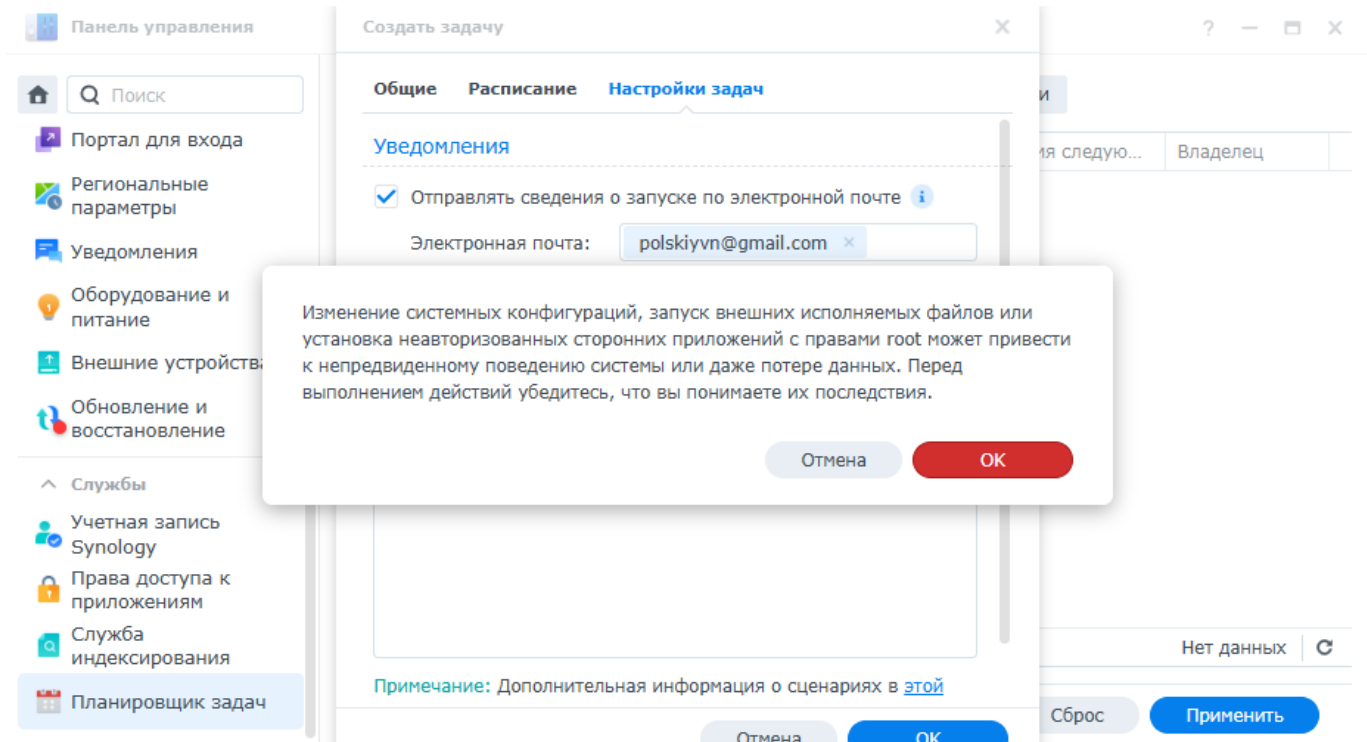 Панель управления
Поиск
Портал для входа
Региональные
параметры
Уведомления
Оборудование и
питание
Внешние устройства
Обновление и
восстановление
Службы
Учетная запись
Synology
Права доступа к
приложениям
Служба
индексирования
Планировщик задач
Создать задачу
Общие Расписание Настройки задач
Уведомления
Отправлять сведения о запуске по электронной почте
Электронная почта: polskiyvn@gmail.com
Изменение системных конфигураций, запуск внешних исполняемых файлов или
установка неавторизованных сторонних приложений с правами root может привести
к непредвиденному поведению системы или даже потере данных. Перед
выполнением действий убедитесь, что вы понимаете их последствия.
Отмена OK
Примечание: Дополнительная информация о сценариях в этой
Отмена OK
Владелец
Нет данных
Сброс Применить